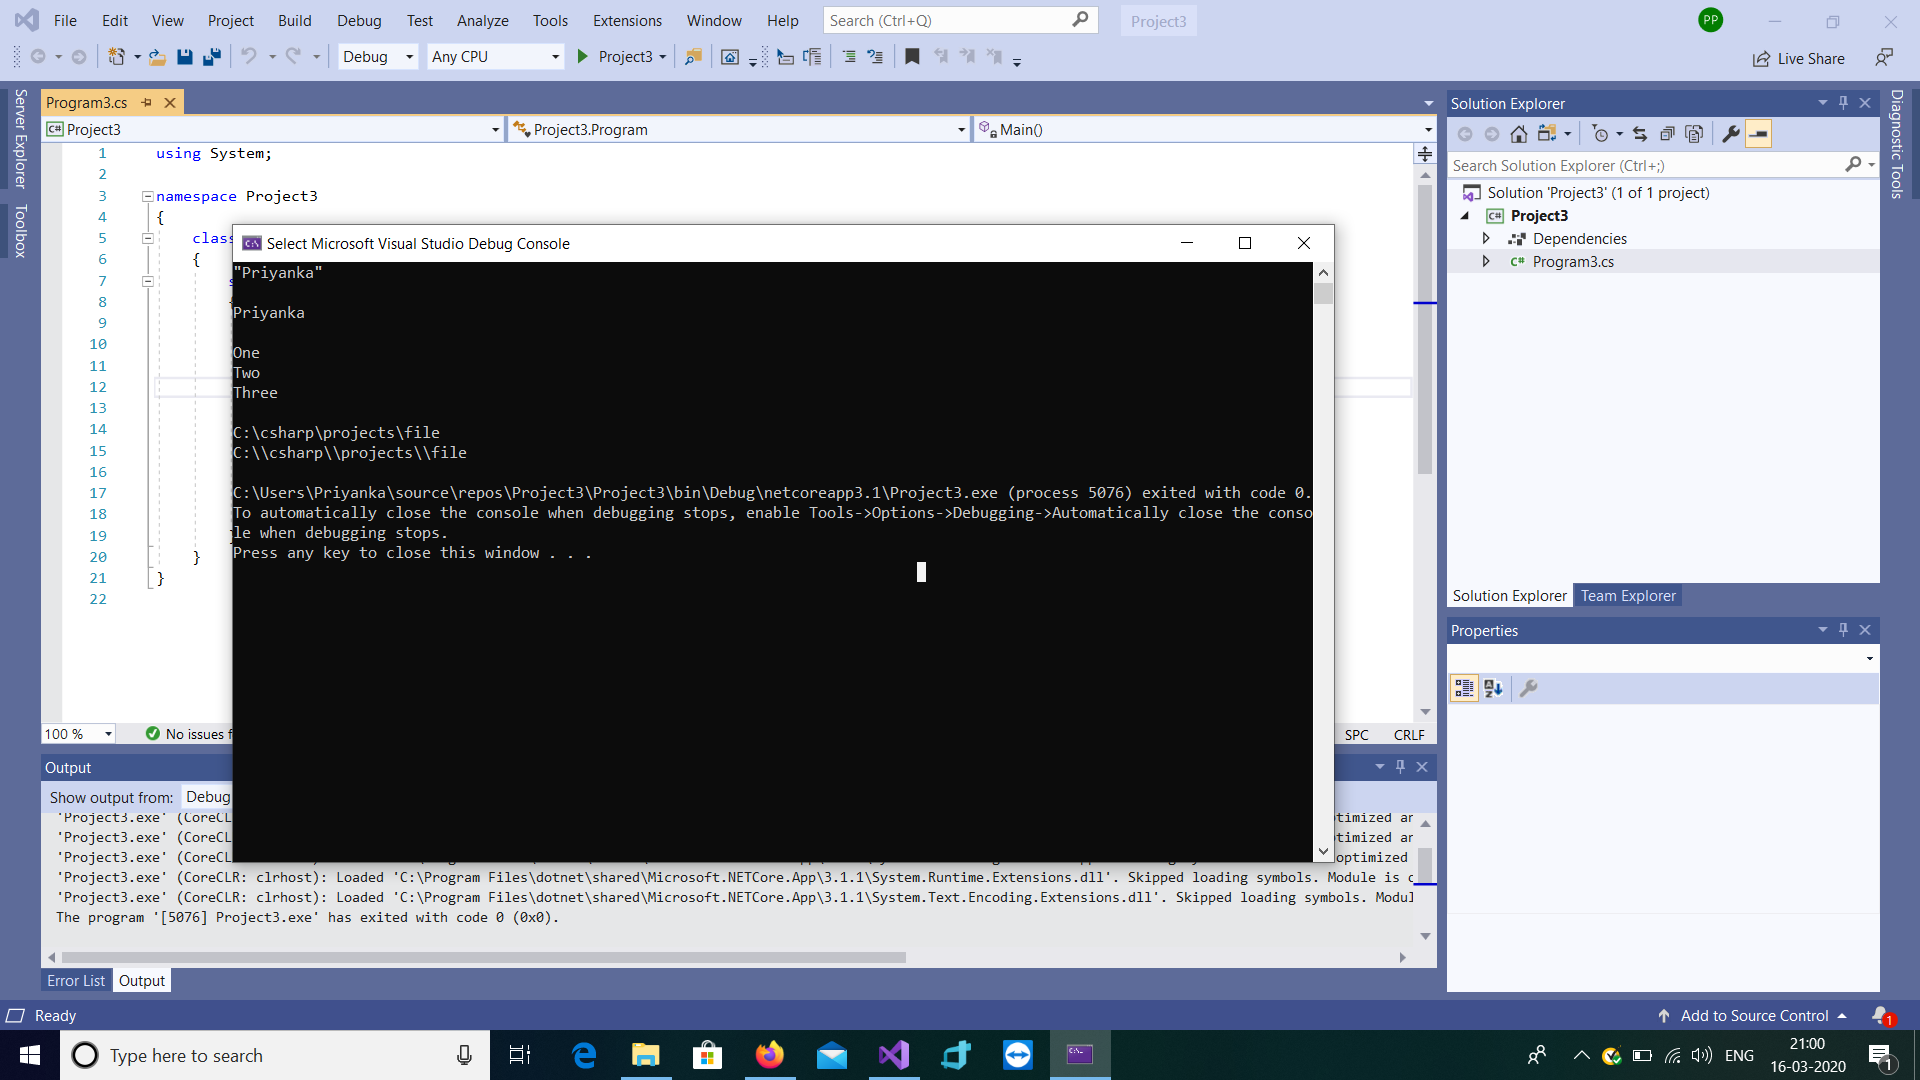 File Edit View Project Build Debug Test Analyze Tools Extensions Window Help Search (Ctrl+Q) Project3 PP
Debug Any CPU Project3 Live Share
Server Explorer
Toolbox
Program3.cs
Project3 Project3.Program Main()
1 using System;
2
3 namespace Project3
4 {
5 clas
6 {
7
8
9
10
11
12
13
14
15
16
17
18
19
20 }
21 }
22
Select Microsoft Visual Studio Debug Console
"Priyanka"
Priyanka
One
Two
Three
C:\csharp\projects\file
C:\\csharp\\projects\\file
C:\Users\Priyanka\source\repos\Project3\Project3\bin\Debug\netcoreapp3.1\Project3.exe (process 5076) exited with code 0.
To automatically close the console when debugging stops, enable Tools->Options->Debugging->Automatically close the conso
le when debugging stops.
Press any key to close this window . . .
100 % No issues f SPC CRLF
Output
Show output from: Debug
'Project3.exe' (CoreCL timized ar
'Project3.exe' (CoreCL timized ar
'Project3.exe' (CoreCL optimized
'Project3.exe' (CoreCLR: clrhost): Loaded 'C:\Program Files\dotnet\shared\Microsoft.NETCore.App\3.1.1\System.Runtime.Extensions.dll'. Skipped loading symbols. Module is c
'Project3.exe' (CoreCLR: clrhost): Loaded 'C:\Program Files\dotnet\shared\Microsoft.NETCore.App\3.1.1\System.Text.Encoding.Extensions.dll'. Skipped loading symbols. Modul
The program '[5076] Project3.exe' has exited with code 0 (0x0).
Error List Output
Solution Explorer
Search Solution Explorer (Ctrl+;)
Solution 'Project3' (1 of 1 project)
C# Project3
Dependencies
C# Program3.cs
Solution Explorer Team Explorer
Properties
Diagnostic Tools
Ready Add to Source Control 1
Type here to search ENG 21:00
16-03-2020 1